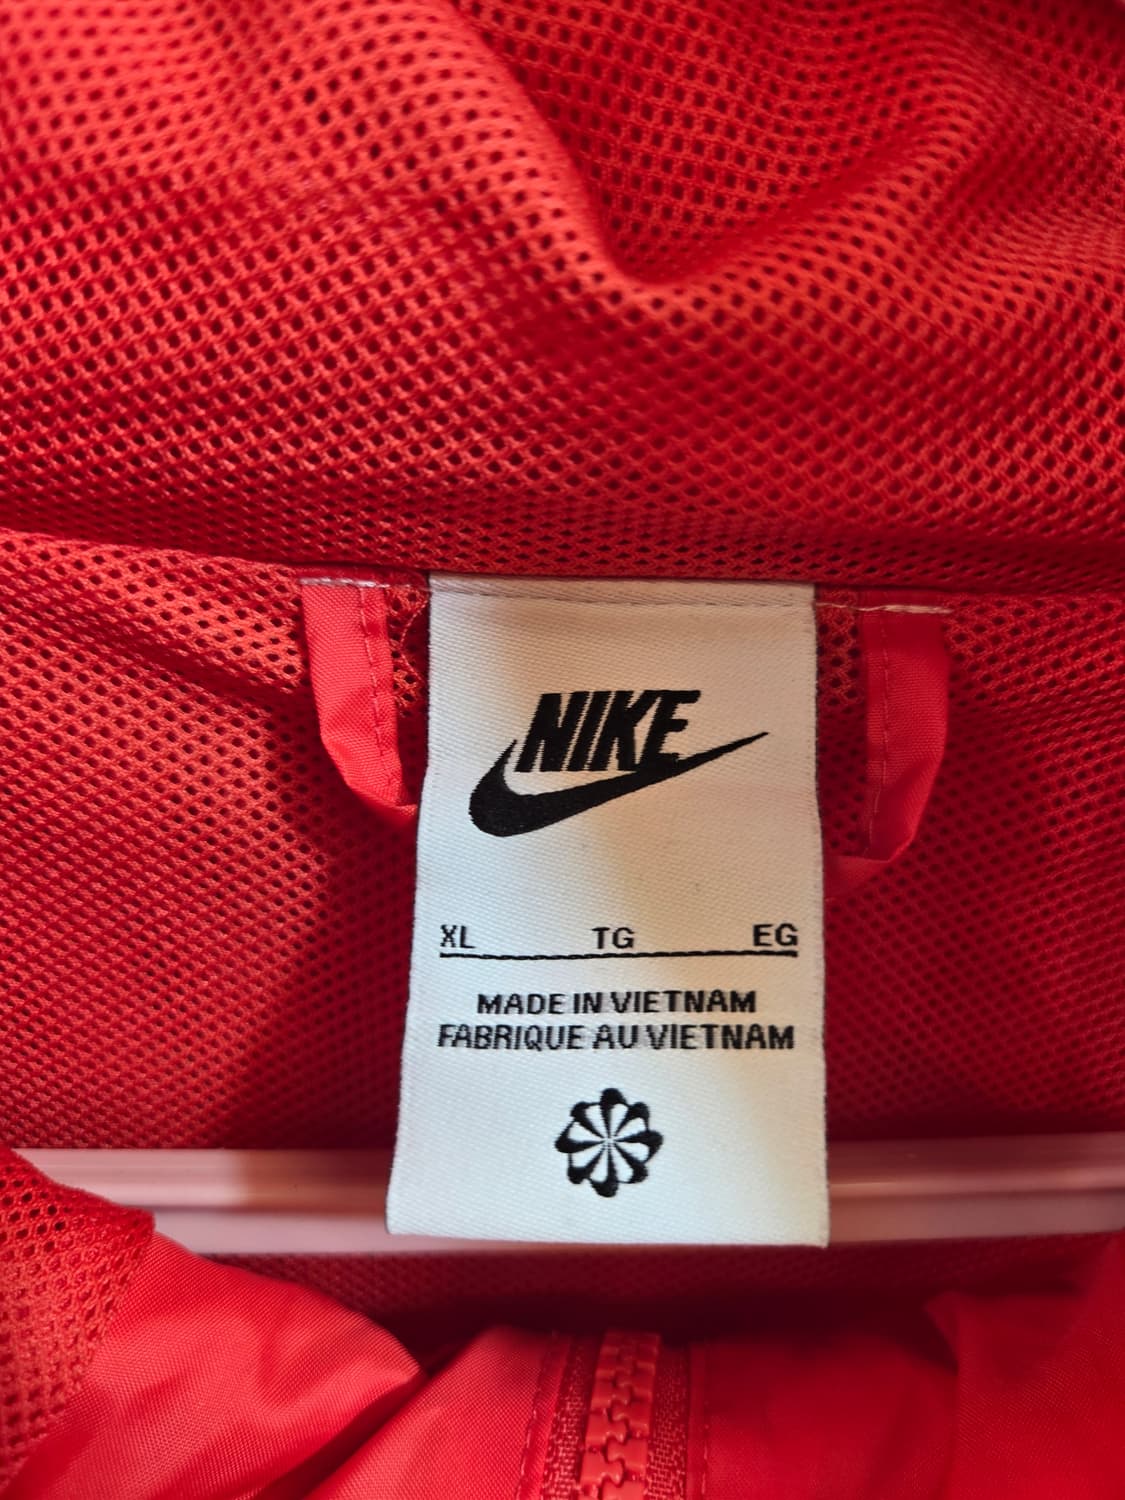 NIKE
XL TG EG
MADE IN VIETNAM
FABRIQUE AU VIETNAM